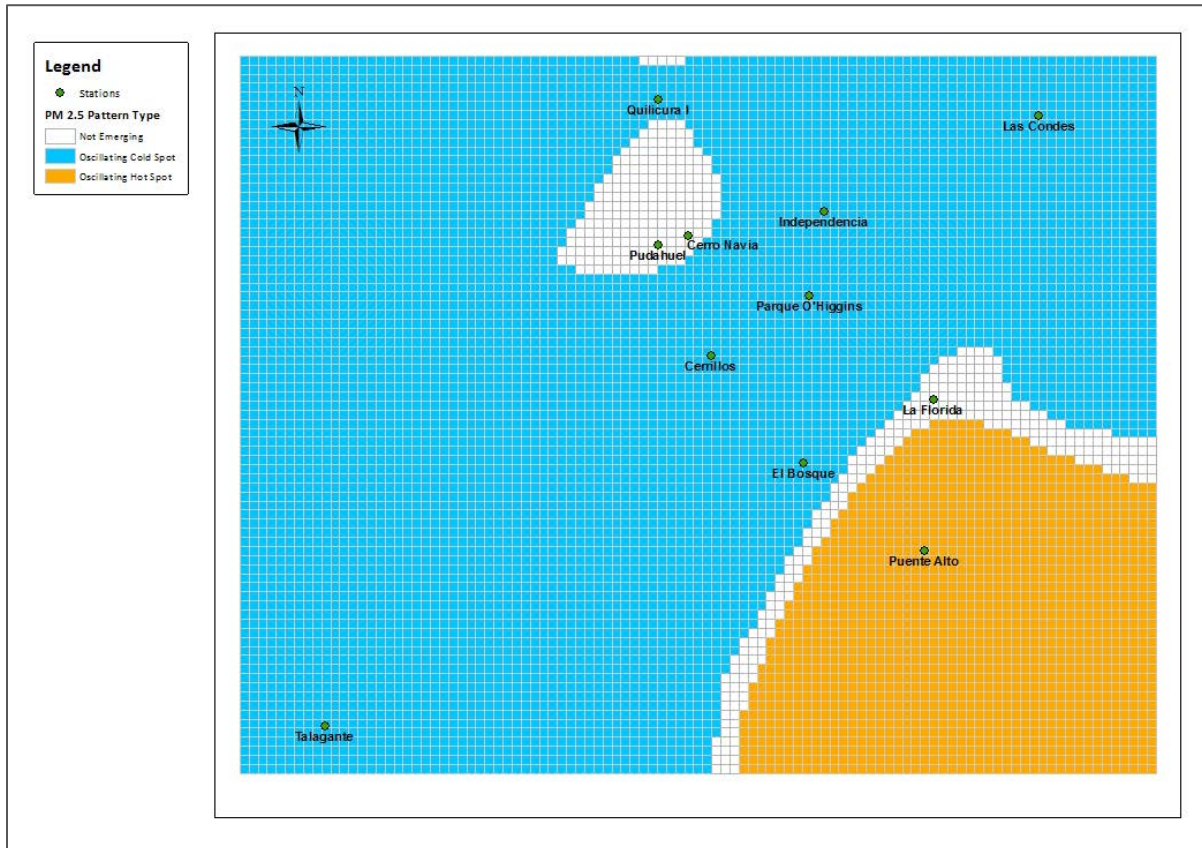 Legend
Stations
PM 2.5 Pattern Type
Not Emerging
Oscillating Cold Spot
Oscillating Hot Spot
N
Quilicura I
Las Condes
Independencia
Cerro Navia
Pudahuel
Parque O'Higgins
Cerrillos
La Florida
El Bosque
Puente Alto
Talagante